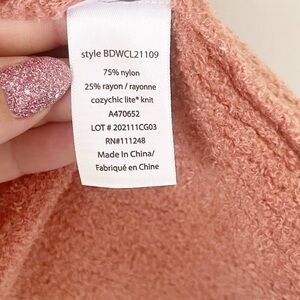 style BDWCL21109
75% nylon
25% rayon / rayonne
cozychic lite® knit
A470652
LOT # 202111CG03
RN#111248
Made In China/
Fabriqué en Chine